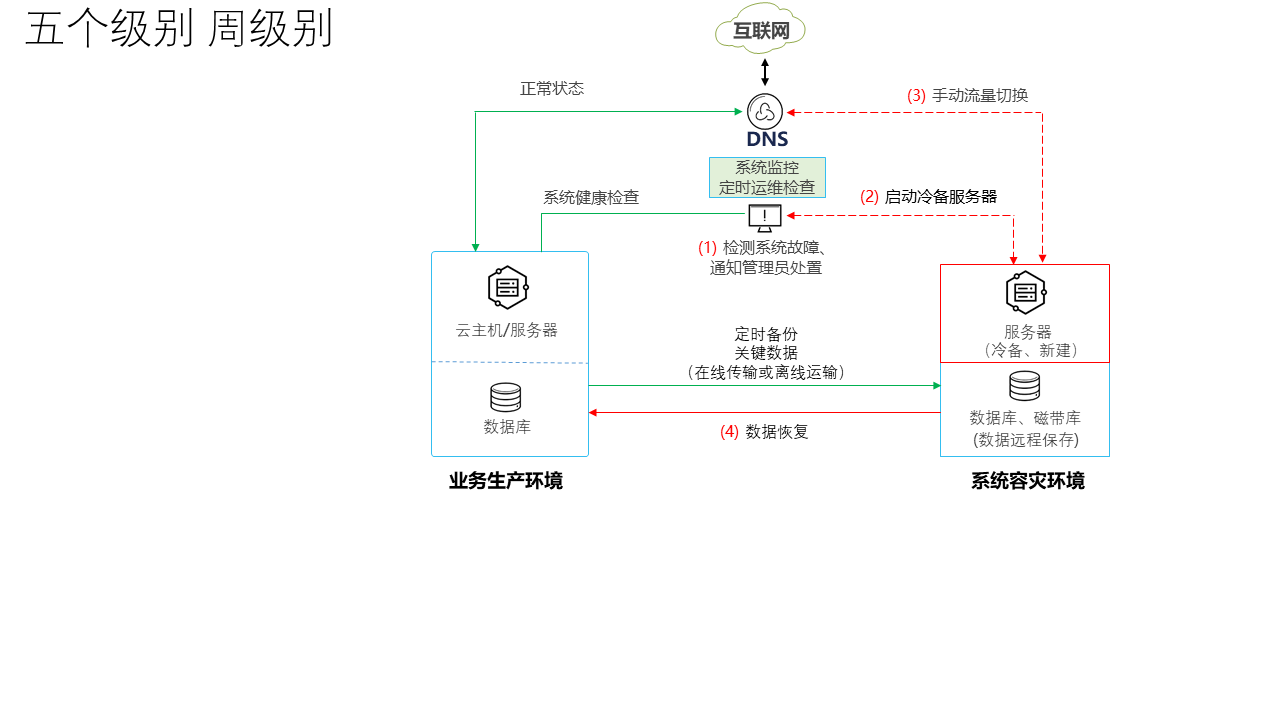 五个级别 周级别
互联网
正常状态
(3) 手动流量切换
DNS
系统监控
定时运维检查
系统健康检查
(2) 启动冷备服务器
(1) 检测系统故障、
通知管理员处置
云主机/服务器
服务器
（冷备、新建）
定时备份
关键数据
（在线传输或离线运输）
数据库
数据库、磁带库
(数据远程保存)
(4) 数据恢复
业务生产环境
系统容灾环境